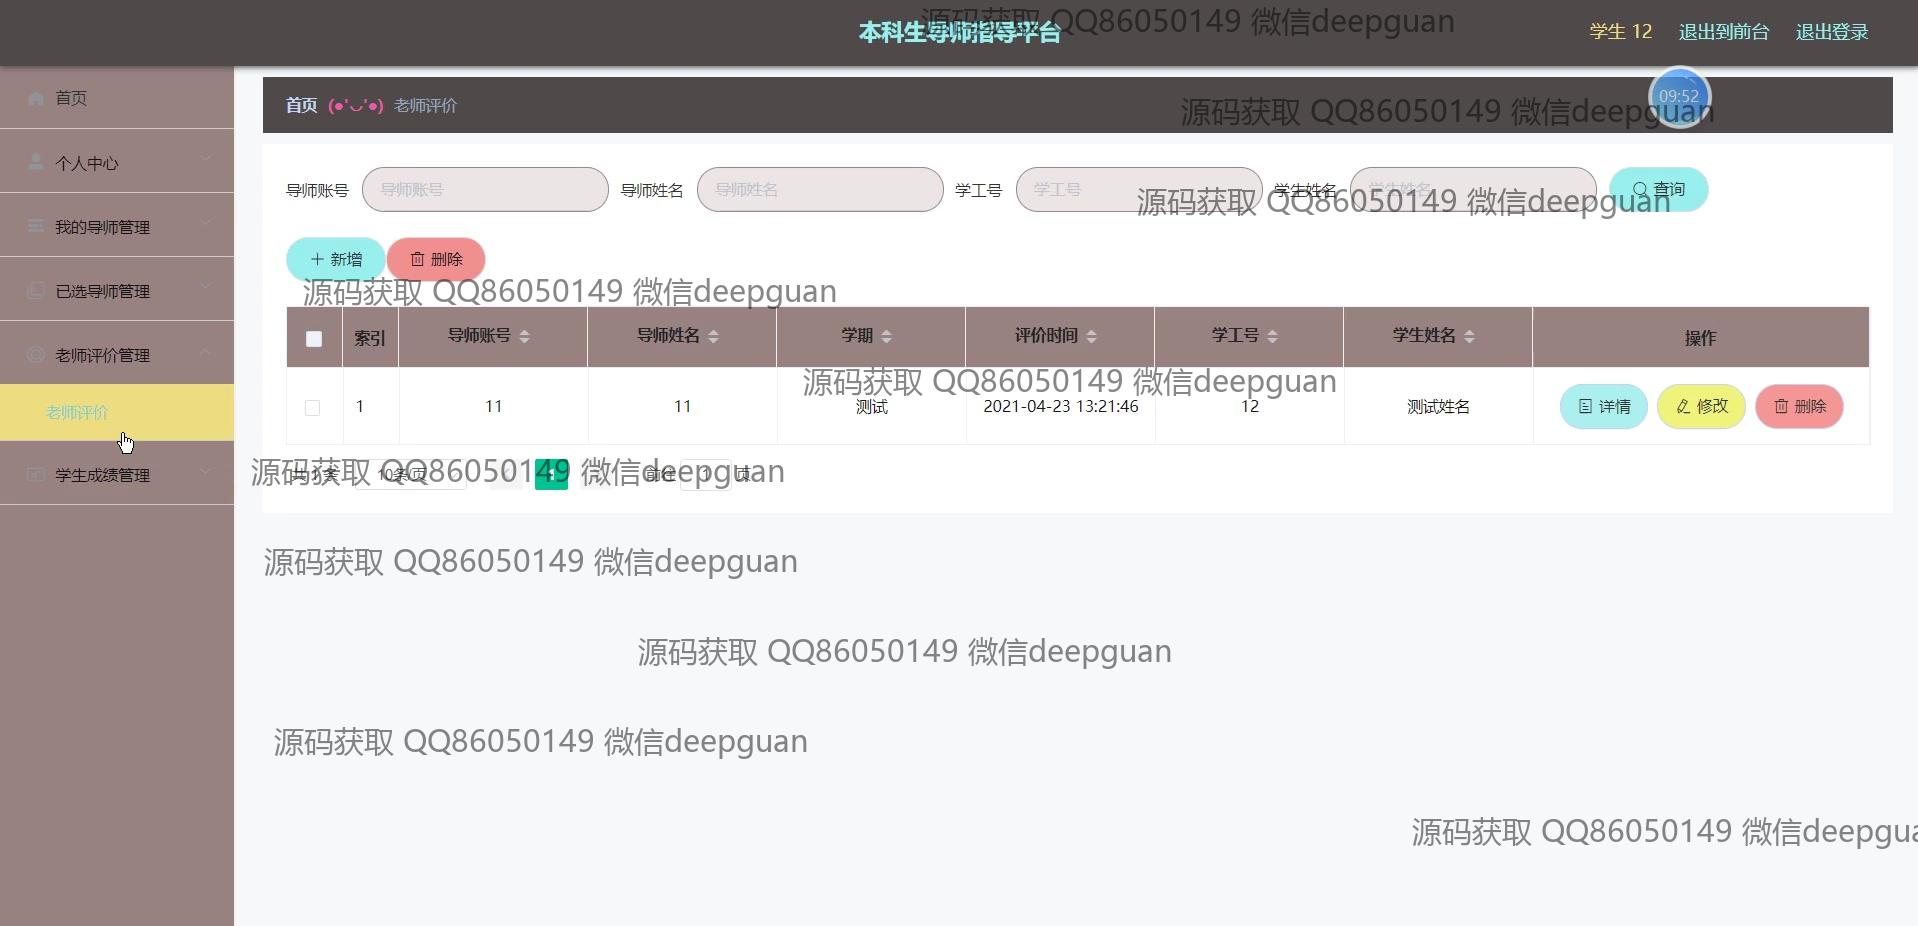 本科生导师指导平台
源码获取 QQ86050149 微信deepguan
学生 12 退出到前台 退出登录
首页
个人中心
我的导师管理
已选导师管理
老师评价管理
老师评价
学生成绩管理
首页 (●'◡'●) 老师评价
09:52
源码获取 QQ86050149 微信deepguan
导师账号 导师账号 导师姓名 导师姓名 学工号 学工号 学生姓名 学生姓名 查询
源码获取 QQ86050149 微信deepguan
新增 删除
源码获取 QQ86050149 微信deepguan
索引 导师账号 导师姓名 学期 评价时间 学工号 学生姓名 操作
源码获取 QQ86050149 微信deepguan
1 11 11 测试 2021-04-23 13:21:46 12 测试姓名 详情 修改 删除
共 1 条 10条/页 1 前往 1 页
源码获取 QQ86050149 微信deepguan
源码获取 QQ86050149 微信deepguan
源码获取 QQ86050149 微信deepguan
源码获取 QQ86050149 微信deepguan
源码获取 QQ86050149 微信deepgua